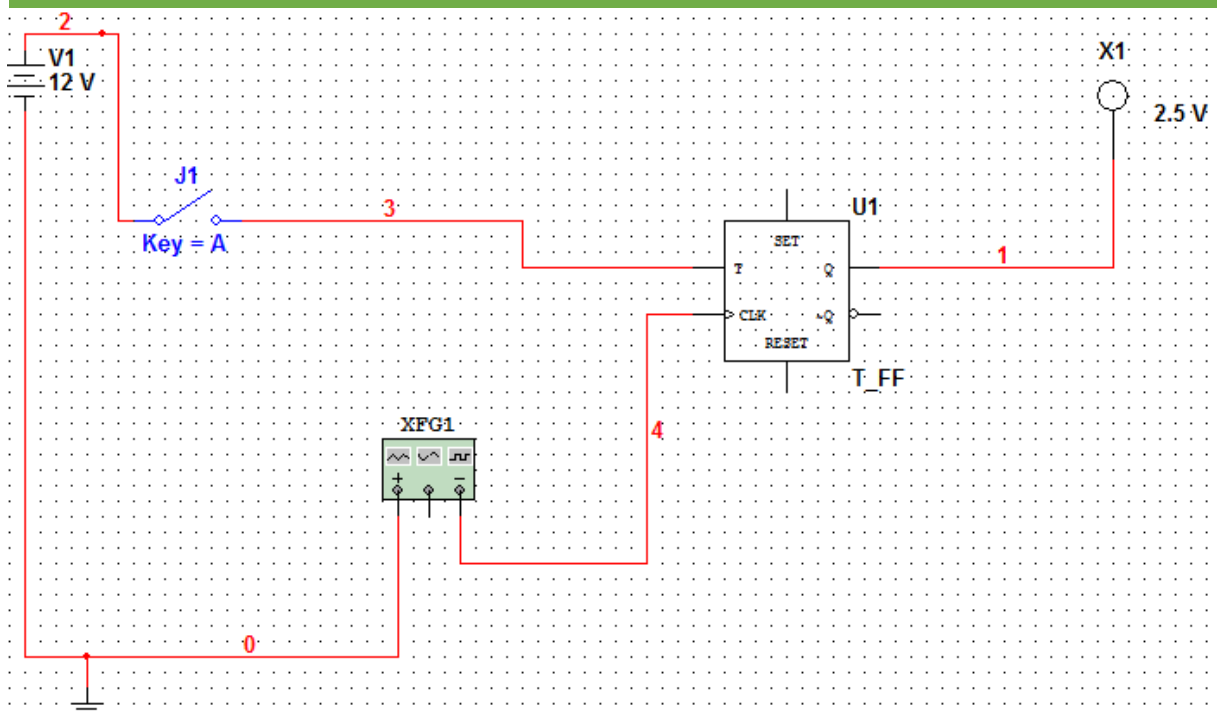 2
V1
12 V
X1
2.5 V
J1
3
Key = A
U1
SET
T
Q
1
CLK
~Q
RESET
T_FF
XFG1
4
+
−
0